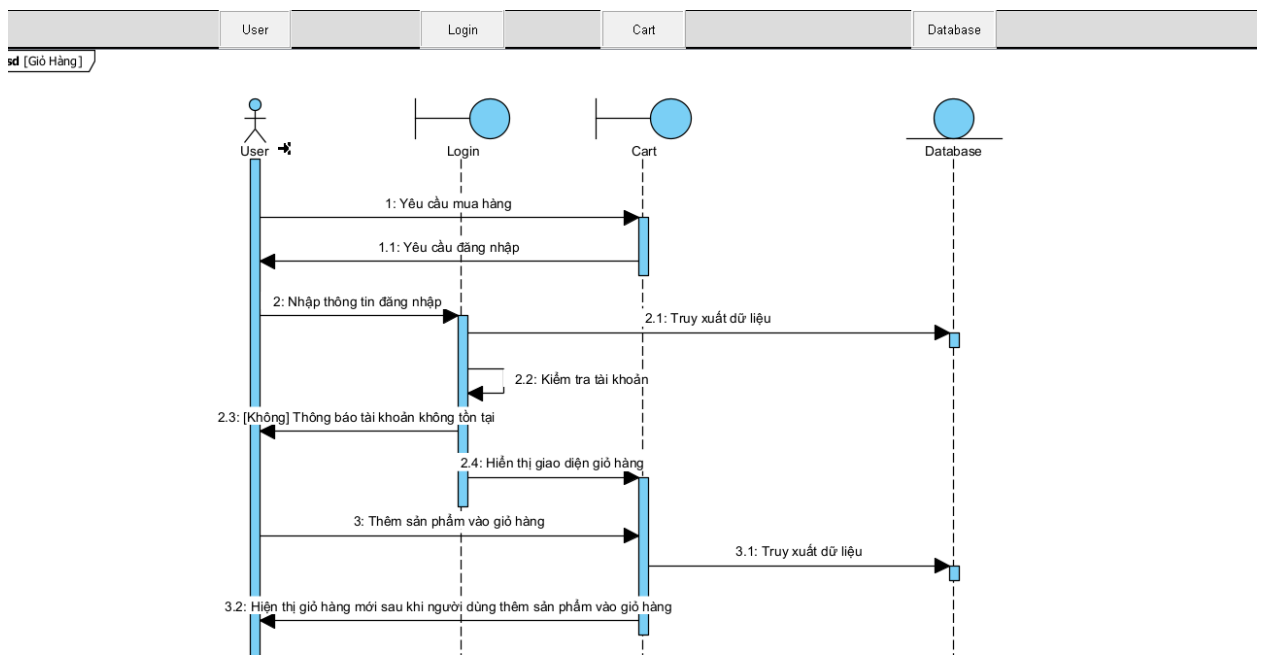 User Login Cart Database
sd [Giỏ Hàng]
User Login Cart Database
1: Yêu cầu mua hàng
1.1: Yêu cầu đăng nhập
2: Nhập thông tin đăng nhập
2.1: Truy xuất dữ liệu
2.2: Kiểm tra tài khoản
2.3: [Không] Thông báo tài khoản không tồn tại
2.4: Hiển thị giao diện giỏ hàng
3: Thêm sản phẩm vào giỏ hàng
3.1: Truy xuất dữ liệu
3.2: Hiện thị giỏ hàng mới sau khi người dùng thêm sản phẩm vào giỏ hàng